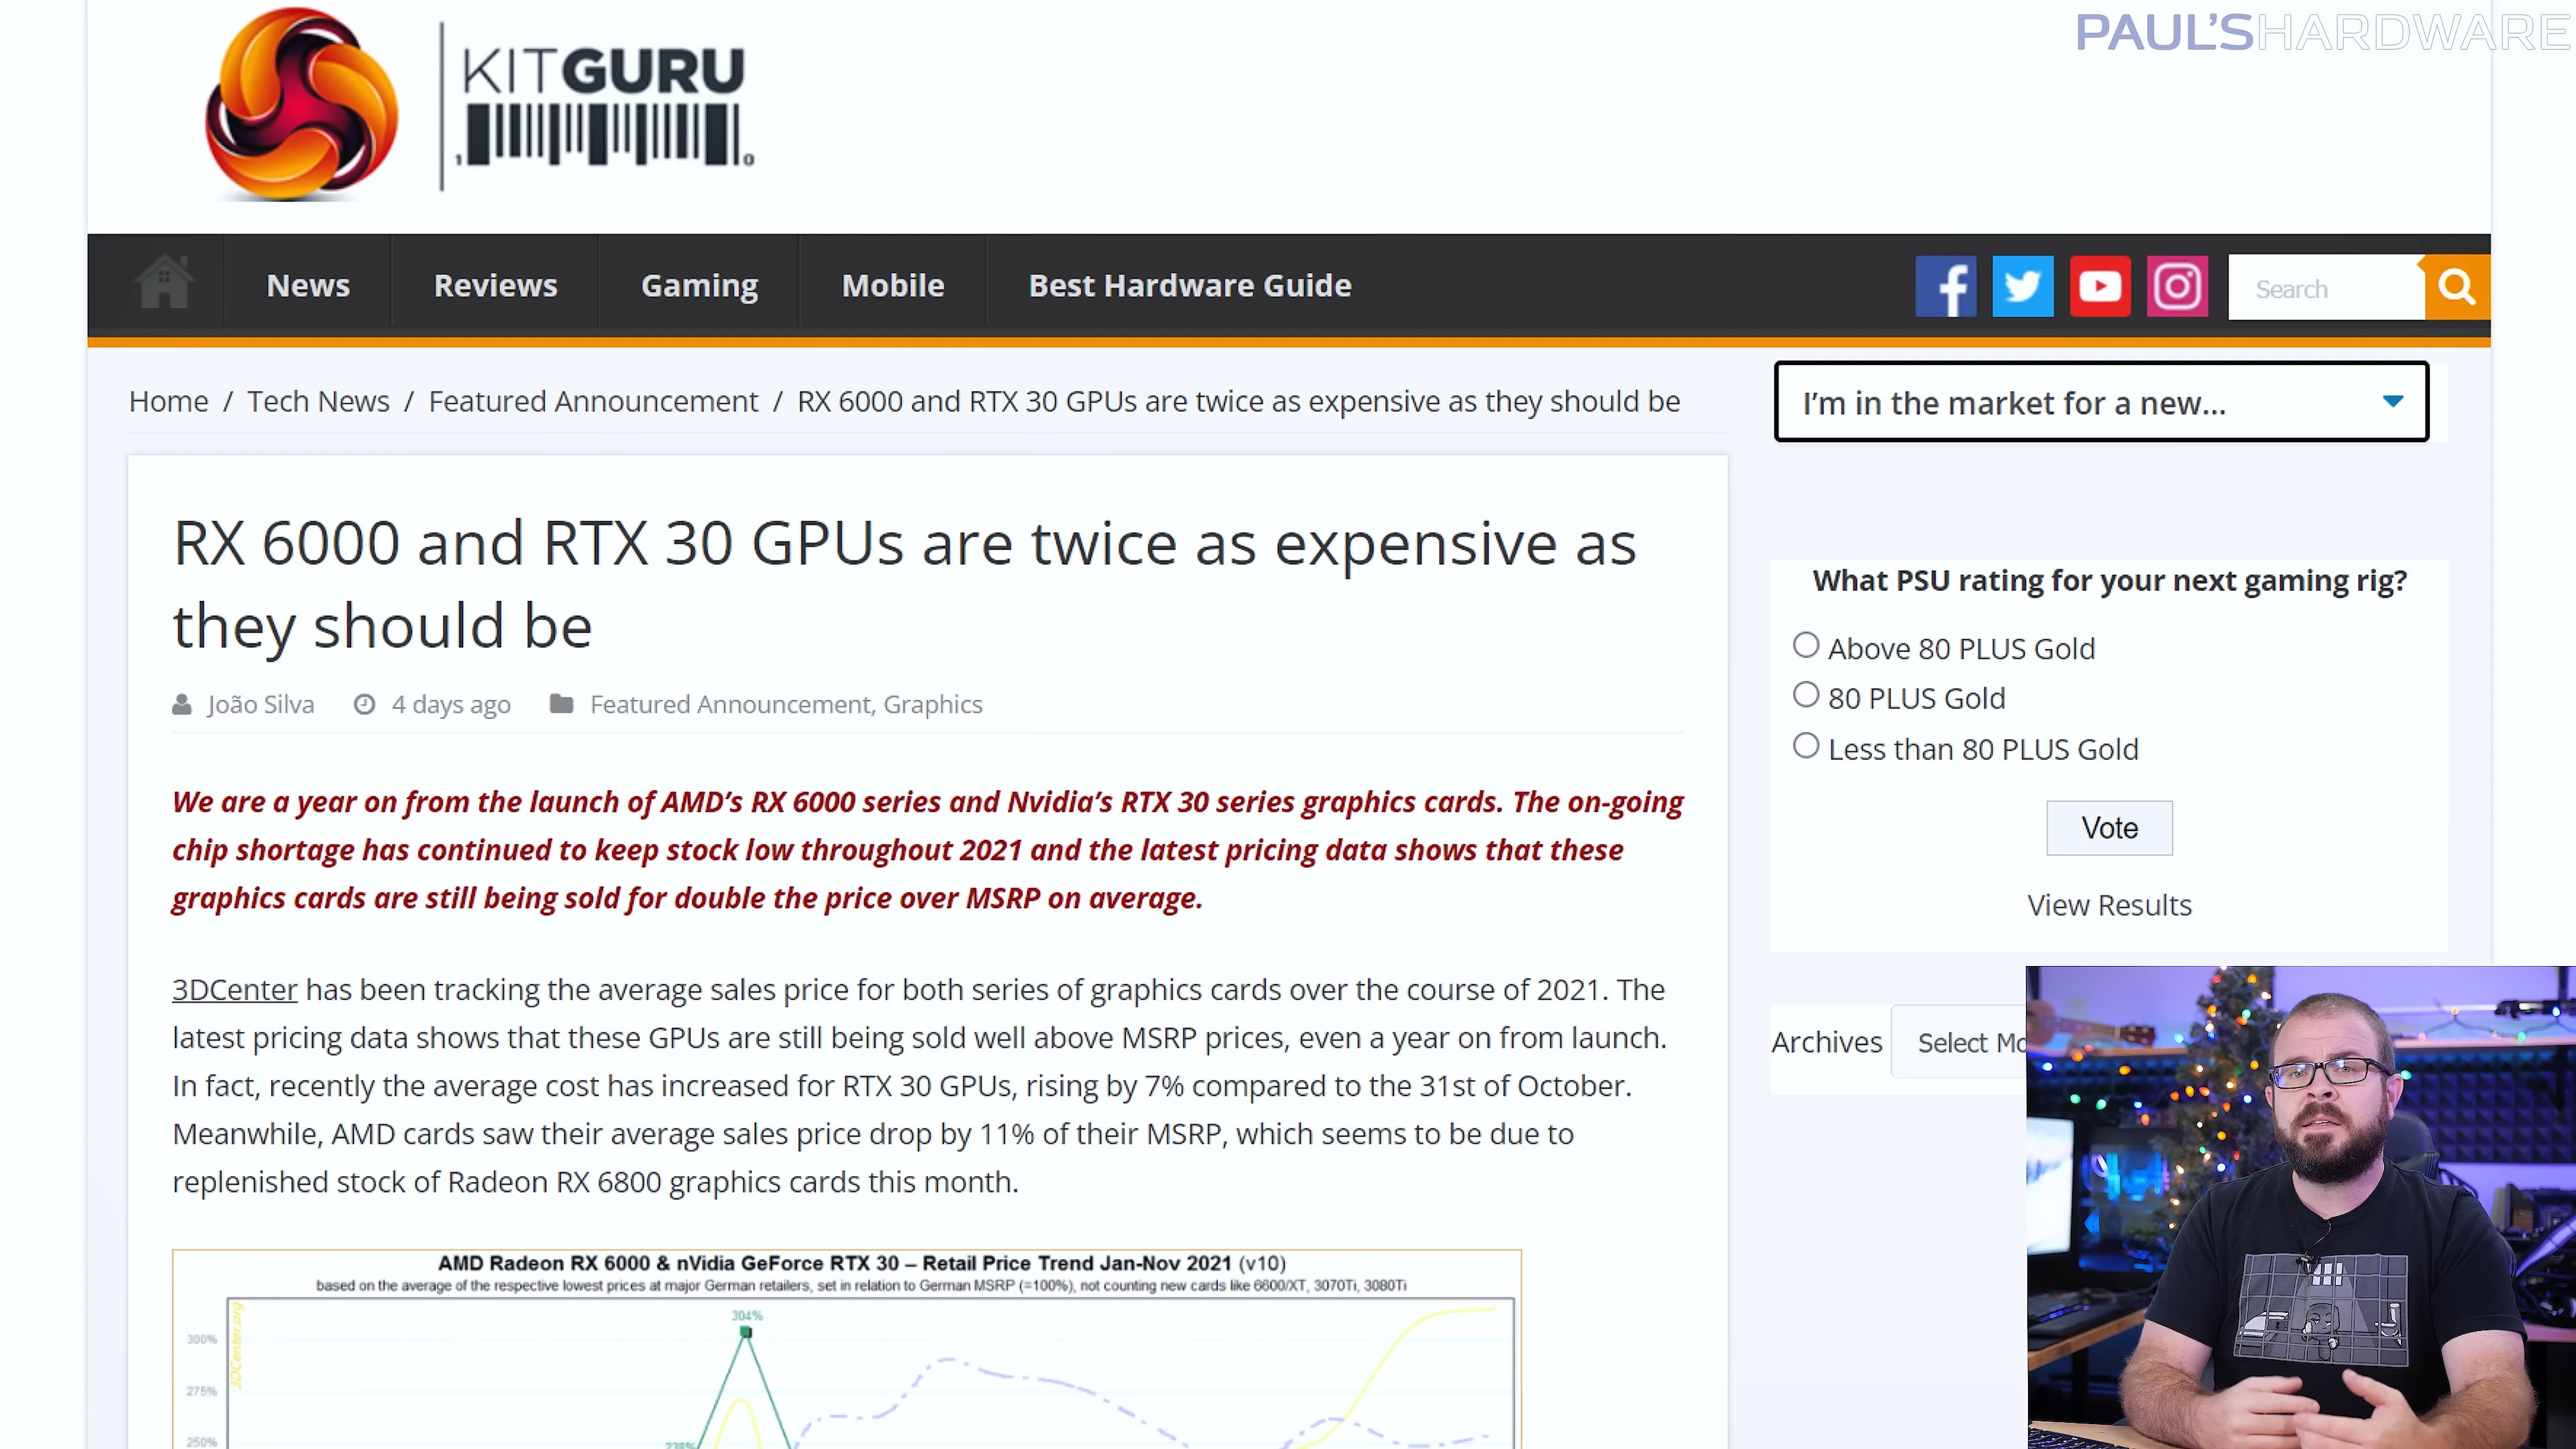 PAUL'SHARDWARE
KITGURU
1 0
News Reviews Gaming Mobile Best Hardware Guide Search
Home / Tech News / Featured Announcement / RX 6000 and RTX 30 GPUs are twice as expensive as they should be
I'm in the market for a new...
RX 6000 and RTX 30 GPUs are twice as expensive as
they should be
João Silva 4 days ago Featured Announcement, Graphics
We are a year on from the launch of AMD's RX 6000 series and Nvidia's RTX 30 series graphics cards. The on-going
chip shortage has continued to keep stock low throughout 2021 and the latest pricing data shows that these
graphics cards are still being sold for double the price over MSRP on average.
3DCenter has been tracking the average sales price for both series of graphics cards over the course of 2021. The
latest pricing data shows that these GPUs are still being sold well above MSRP prices, even a year on from launch.
In fact, recently the average cost has increased for RTX 30 GPUs, rising by 7% compared to the 31st of October.
Meanwhile, AMD cards saw their average sales price drop by 11% of their MSRP, which seems to be due to
replenished stock of Radeon RX 6800 graphics cards this month.
What PSU rating for your next gaming rig?
Above 80 PLUS Gold
80 PLUS Gold
Less than 80 PLUS Gold
Vote
View Results
Archives Select Mo
AMD Radeon RX 6000 & nVidia GeForce RTX 30 – Retail Price Trend Jan-Nov 2021 (v10)
based on the average of the respective lowest prices at major German retailers, set in relation to German MSRP (=100%), not counting new cards like 6600/XT, 3070Ti, 3080Ti
3DCenter.org
304%
300%
275%
250%